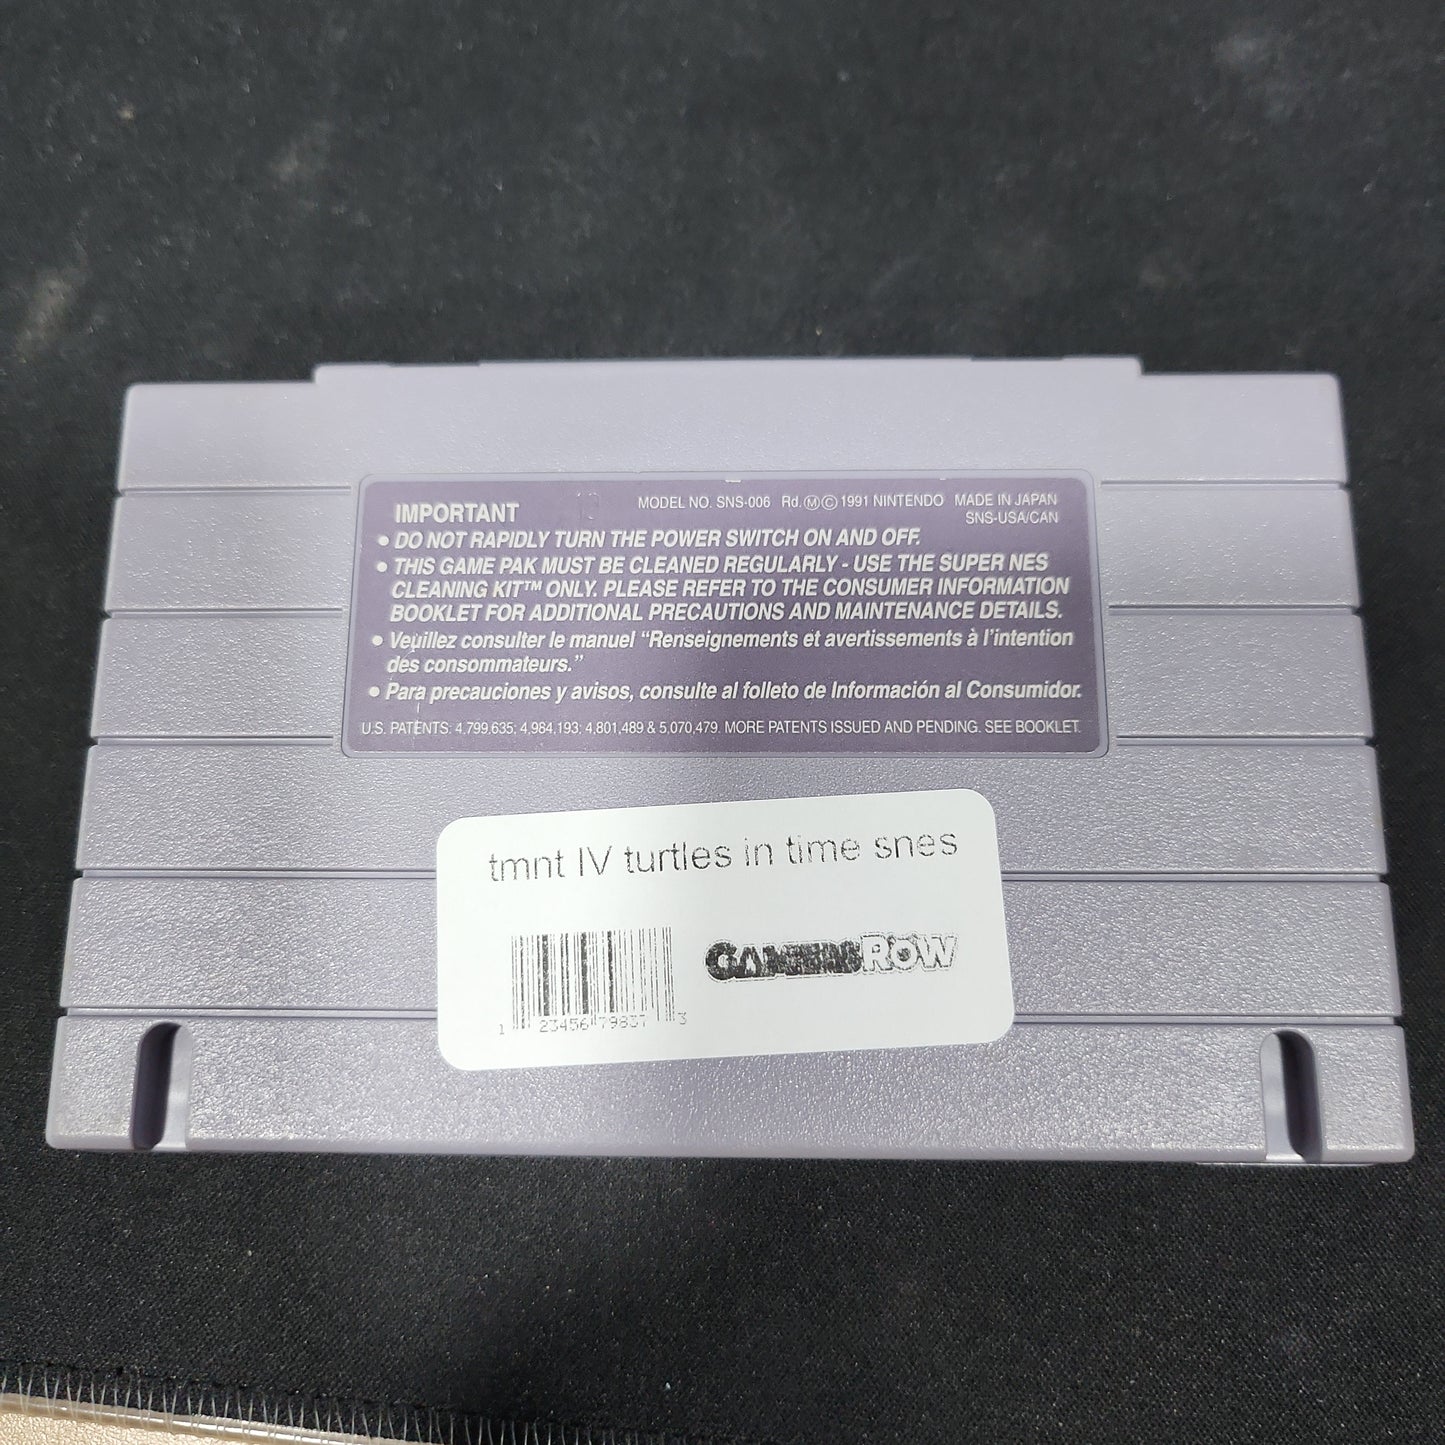 IMPORTANT
MODEL NO. SNS-006 Rd.ⓂⒸ 1991 NINTENDO MADE IN JAPAN
SNS-USA/CAN
• DO NOT RAPIDLY TURN THE POWER SWITCH ON AND OFF.
• THIS GAME PAK MUST BE CLEANED REGULARLY - USE THE SUPER NES
CLEANING KIT™ ONLY. PLEASE REFER TO THE CONSUMER INFORMATION
BOOKLET FOR ADDITIONAL PRECAUTIONS AND MAINTENANCE DETAILS.
• Veuillez consulter le manuel “Renseignements et avertissements à l’intention
des consommateurs.”
• Para precauciones y avisos, consulte al folleto de Información al Consumidor.
U.S. PATENTS: 4,799,635; 4,984,193; 4,801,489 & 5,070,479. MORE PATENTS ISSUED AND PENDING. SEE BOOKLET.
tmnt IV turtles in time snes
GAMERSROW
1 23456 79837 3